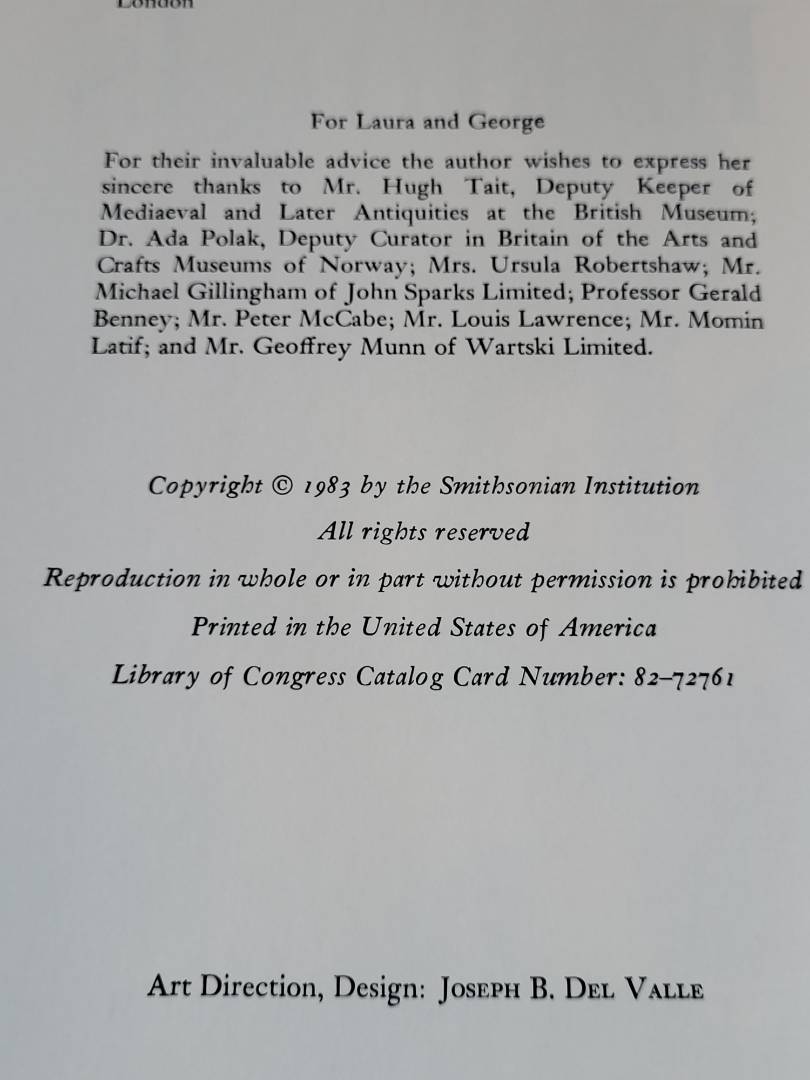 London
For Laura and George
For their invaluable advice the author wishes to express her
sincere thanks to Mr. Hugh Tait, Deputy Keeper of
Mediaeval and Later Antiquities at the British Museum;
Dr. Ada Polak, Deputy Curator in Britain of the Arts and
Crafts Museums of Norway; Mrs. Ursula Robertshaw; Mr.
Michael Gillingham of John Sparks Limited; Professor Gerald
Benney; Mr. Peter McCabe; Mr. Louis Lawrence; Mr. Momin
Latif; and Mr. Geoffrey Munn of Wartski Limited.
Copyright © 1983 by the Smithsonian Institution
All rights reserved
Reproduction in whole or in part without permission is prohibited
Printed in the United States of America
Library of Congress Catalog Card Number: 82–72761
Art Direction, Design: JOSEPH B. DEL VALLE